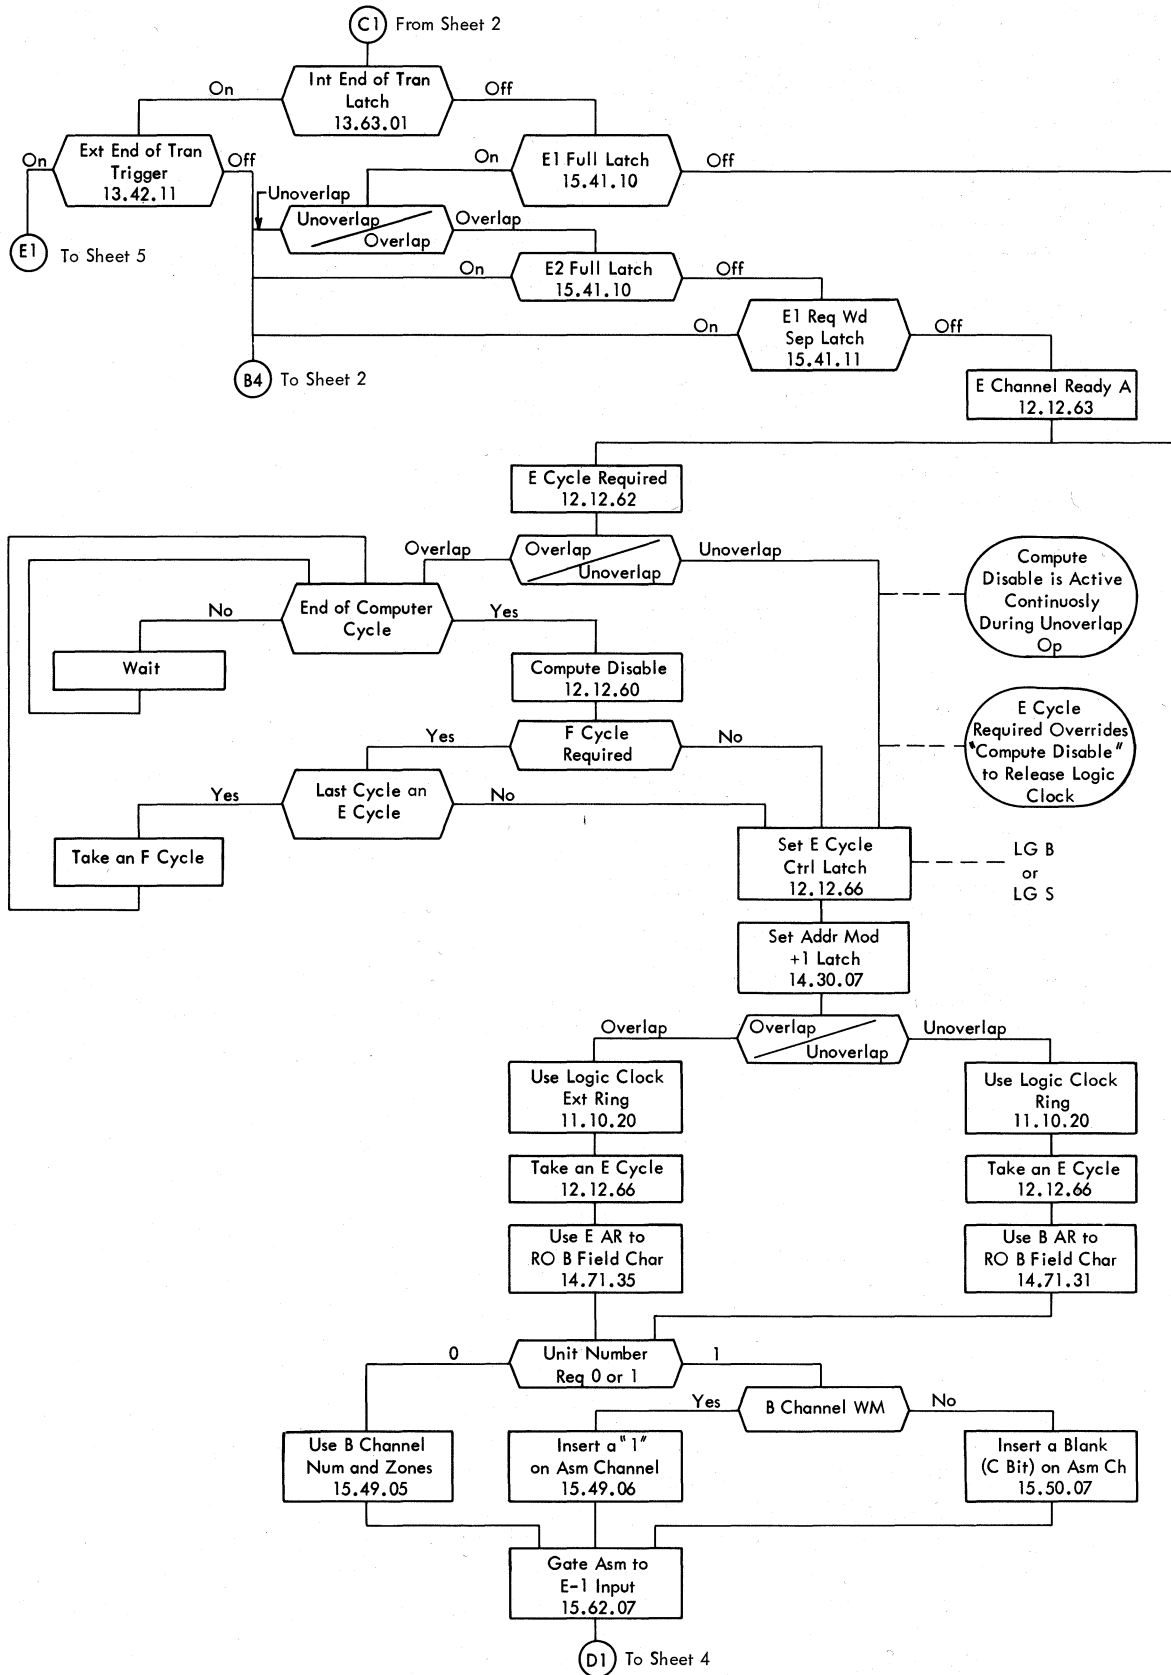 C1 From Sheet 2
Int End of Tran
Latch
13.63.01
On
Off
Ext End of Tran
Trigger
13.42.11
On
Off
E1 Full Latch
15.41.10
On
Off
Unoverlap
Unoverlap
Overlap
Overlap
E1 To Sheet 5
E2 Full Latch
15.41.10
On
Off
E1 Req Wd
Sep Latch
15.41.11
On
Off
B4 To Sheet 2
E Channel Ready A
12.12.63
E Cycle Required
12.12.62
Overlap
Overlap
Unoverlap
Unoverlap
Compute
Disable is Active
Continuosly
During Unoverlap
Op
No
End of Computer
Cycle
Yes
Wait
Compute Disable
12.12.60
E Cycle
Required Overrides
"Compute Disable"
to Release Logic
Clock
Yes
F Cycle
Required
No
Yes
Last Cycle an
E Cycle
No
Take an F Cycle
Set E Cycle
Ctrl Latch
12.12.66
LG B
or
LG S
Set Addr Mod
+1 Latch
14.30.07
Overlap
Overlap
Unoverlap
Unoverlap
Use Logic Clock
Ext Ring
11.10.20
Use Logic Clock
Ring
11.10.20
Take an E Cycle
12.12.66
Take an E Cycle
12.12.66
Use E AR to
RO B Field Char
14.71.35
Use B AR to
RO B Field Char
14.71.31
0
Unit Number
Req 0 or 1
1
Yes
B Channel WM
No
Use B Channel
Num and Zones
15.49.05
Insert a "1"
on Asm Channel
15.49.06
Insert a Blank
(C Bit) on Asm Ch
15.50.07
Gate Asm to
E-1 Input
15.62.07
D1 To Sheet 4